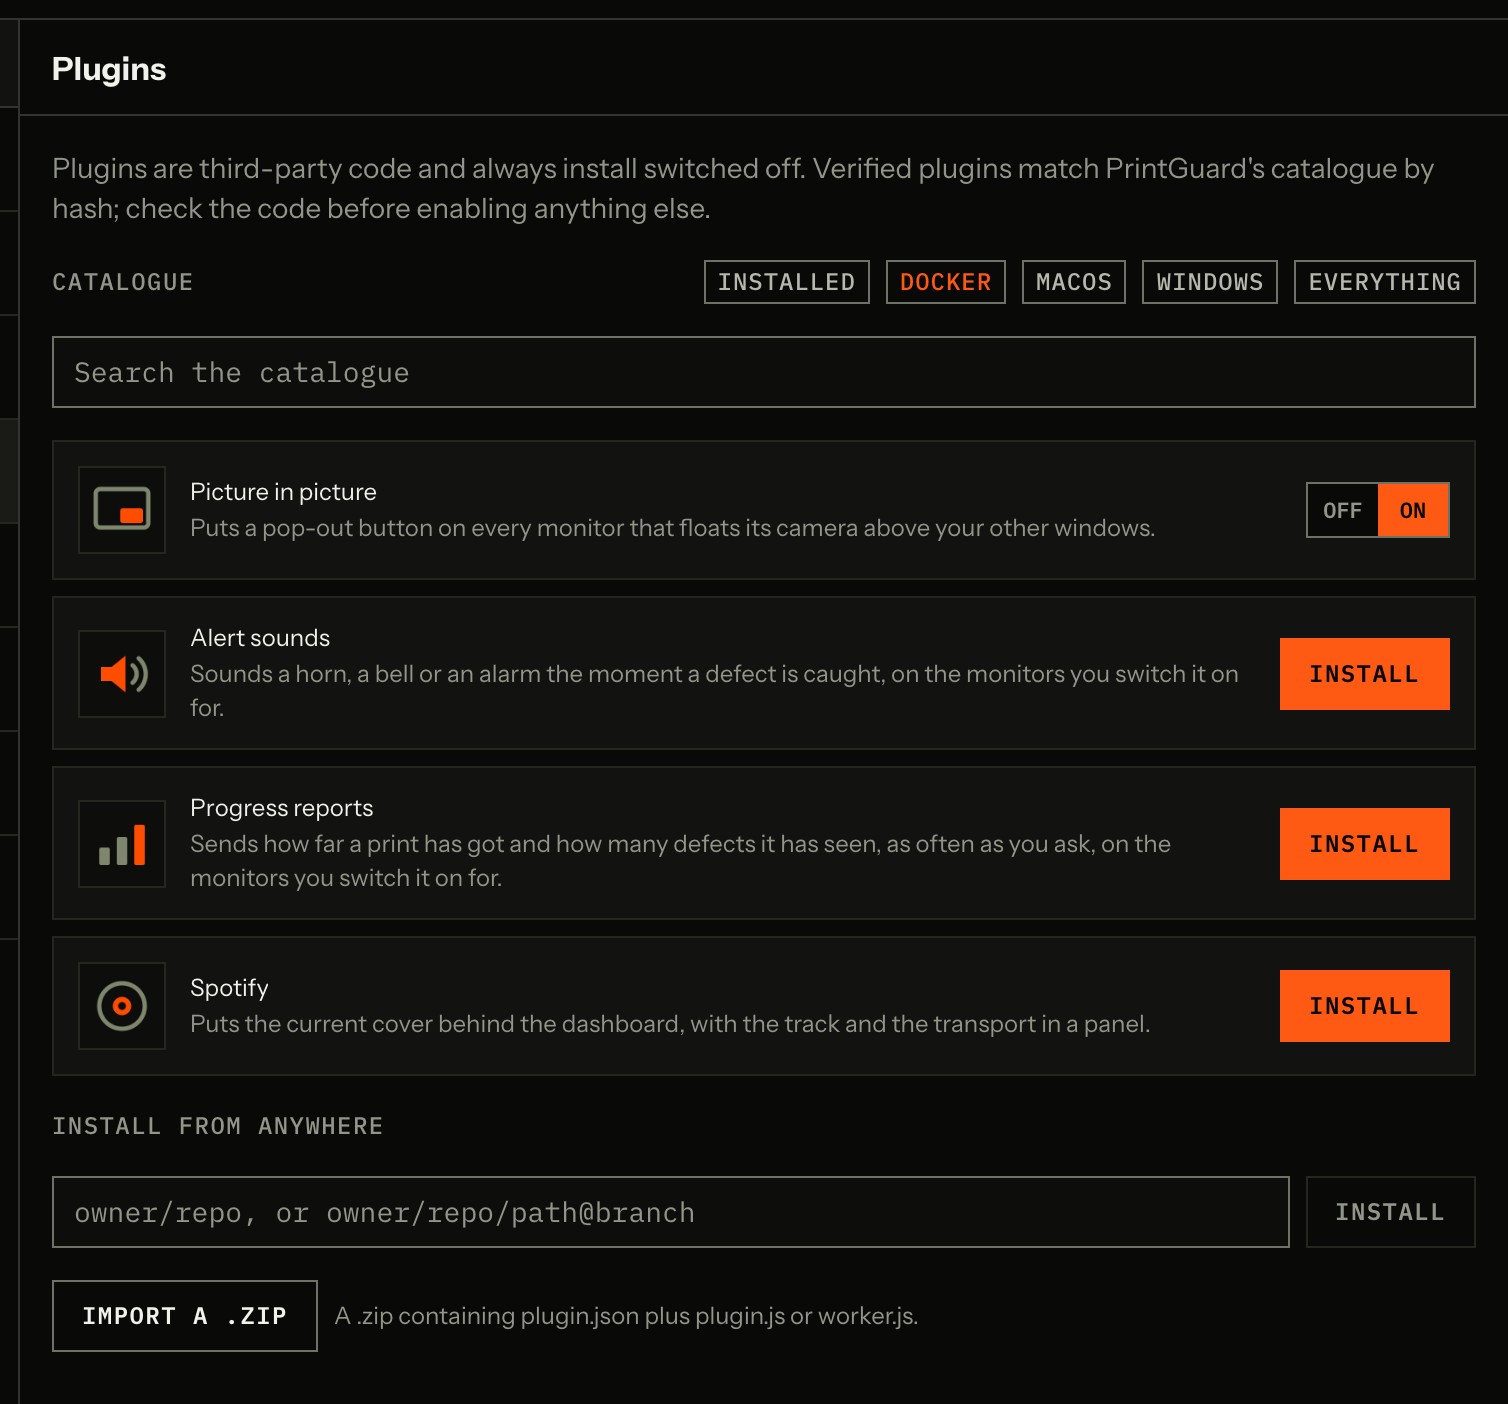 Plugins
Plugins are third-party code and always install switched off. Verified plugins match PrintGuard's catalogue by
hash; check the code before enabling anything else.
CATALOGUE
INSTALLED
DOCKER
MACOS
WINDOWS
EVERYTHING
Search the catalogue
Picture in picture
Puts a pop-out button on every monitor that floats its camera above your other windows.
OFF
ON
Alert sounds
Sounds a horn, a bell or an alarm the moment a defect is caught, on the monitors you switch it on
for.
INSTALL
Progress reports
Sends how far a print has got and how many defects it has seen, as often as you ask, on the
monitors you switch it on for.
INSTALL
Spotify
Puts the current cover behind the dashboard, with the track and the transport in a panel.
INSTALL
INSTALL FROM ANYWHERE
owner/repo, or owner/repo/path@branch
INSTALL
IMPORT A .ZIP
A .zip containing plugin.json plus plugin.js or worker.js.